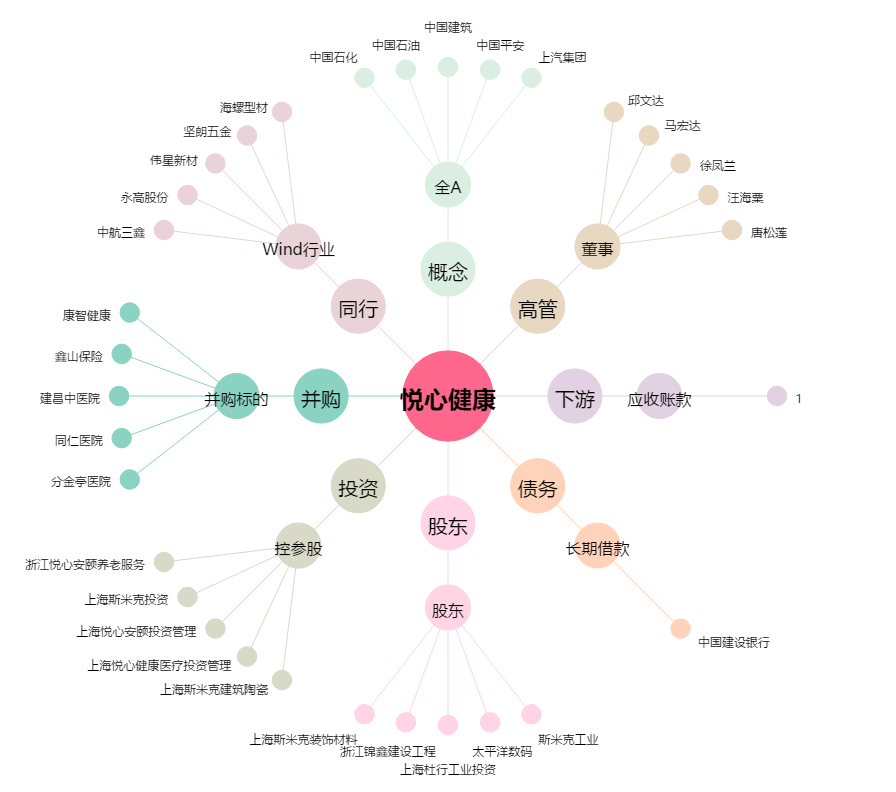 中国建筑
中国石油
中国平安
中国石化
上汽集团
邱文达
海螺型材
马宏达
坚朗五金
伟星新材
徐凤兰
全A
永高股份
汪海粟
中航三鑫
唐松莲
Wind行业
董事
概念
同行
高管
康智健康
鑫山保险
建昌中医院
并购标的
并购
悦心健康
下游
应收账款
1
同仁医院
分金亭医院
投资
债务
股东
控参股
长期借款
浙江悦心安颐养老服务
上海斯米克投资
股东
上海悦心安颐投资管理
中国建设银行
上海悦心健康医疗投资管理
上海斯米克建筑陶瓷
上海斯米克装饰材料
斯米克工业
浙江锦鑫建设工程
太平洋数码
上海杜行工业投资